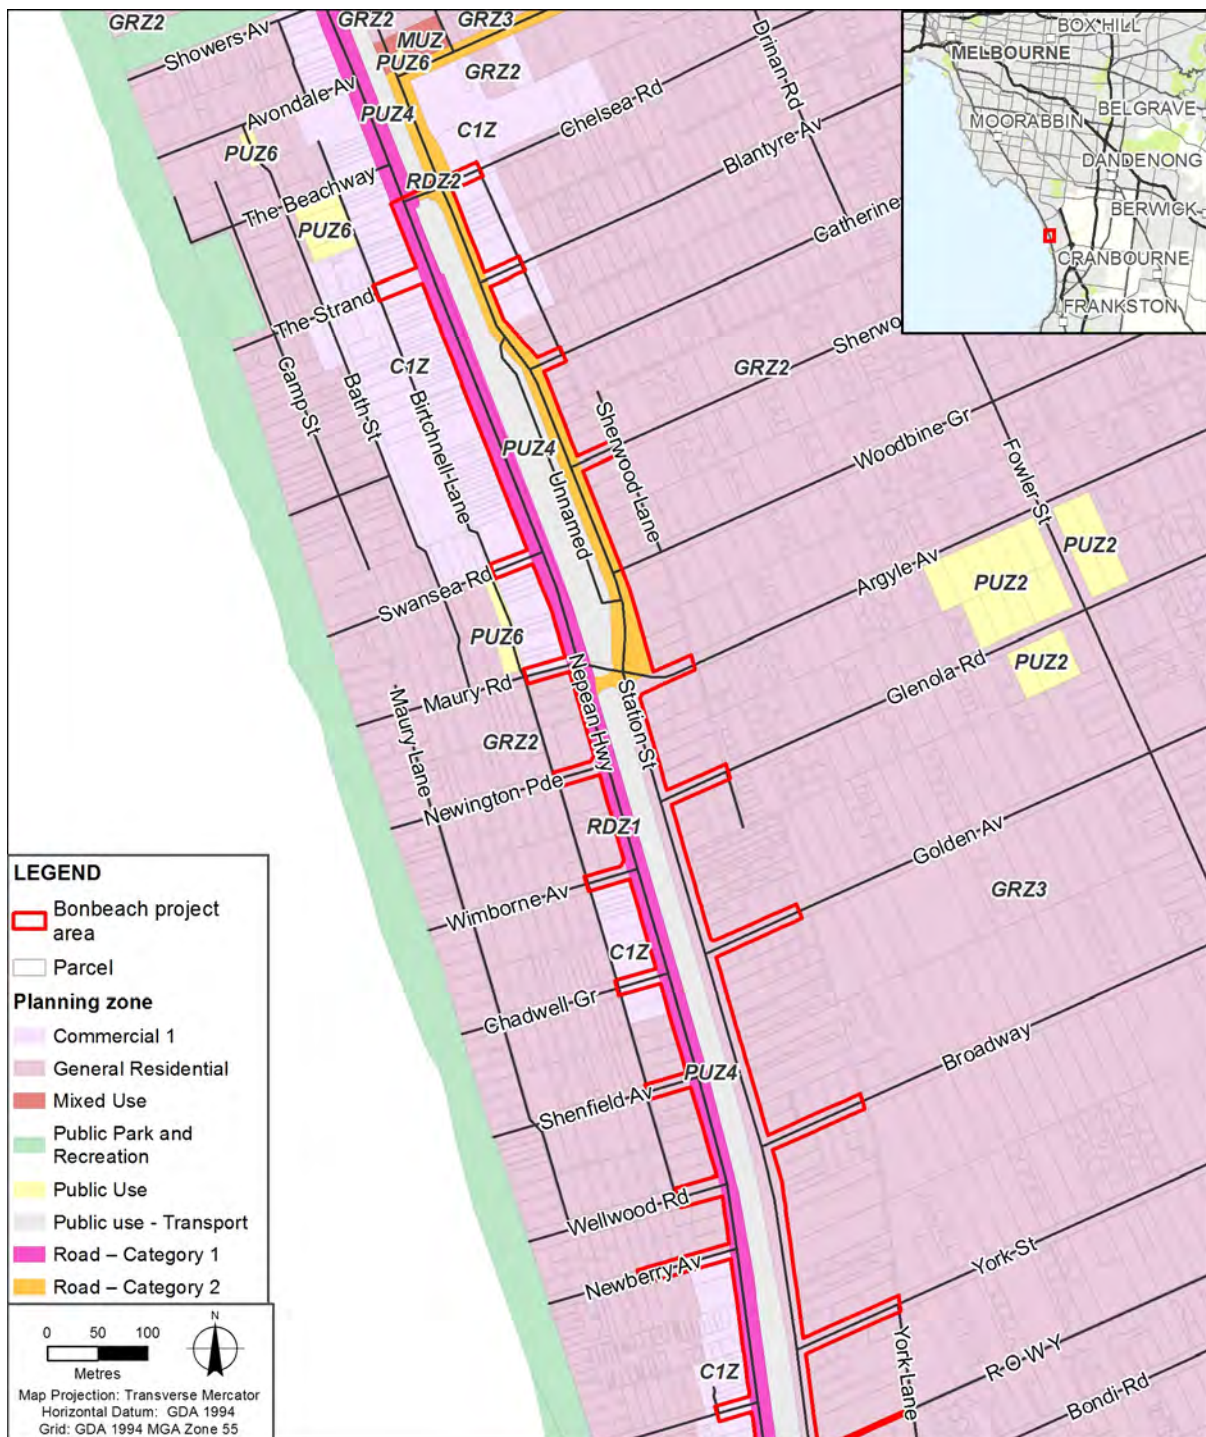 GRZ2
GRZ2
GRZ3
Showers Av
MUZ
PUZ6
GRZ2
Drinan Rd
Avondale Av
PUZ4
Chelsea Rd
C1Z
Blantyre Av
PUZ6
The Beachway
RDZ2
PUZ6
Catherine
The Strand
Sherwo
C1Z
GRZ2
Camp St
Bath St
Birtchnell Lane
Sherwood Lane
Woodbine Gr
PUZ4
Unnamed
Fowler St
Argyle Av
PUZ2
PUZ2
Swansea Rd
PUZ6
PUZ2
Glenola Rd
Maury Rd
Nepean Hwy
Station St
Maury Lane
GRZ2
Newington Pde
RDZ1
Golden Av
GRZ3
Wimborne Av
C1Z
Chadwell Gr
Broadway
PUZ4
Shenfield Av
Wellwood Rd
York St
Newberry Av
York Lane
R O W Y
C1Z
Bondi Rd
BOX HILL
MELBOURNE
BELGRAVE
MOORABBIN
DANDENONG
BERWICK
CRANBOURNE
FRANKSTON
LEGEND
Bonbeach project
area
Parcel
Planning zone
Commercial 1
General Residential
Mixed Use
Public Park and
Recreation
Public Use
Public use - Transport
Road – Category 1
Road – Category 2
0 50 100
Metres
N
Map Projection: Transverse Mercator
Horizontal Datum: GDA 1994
Grid: GDA 1994 MGA Zone 55